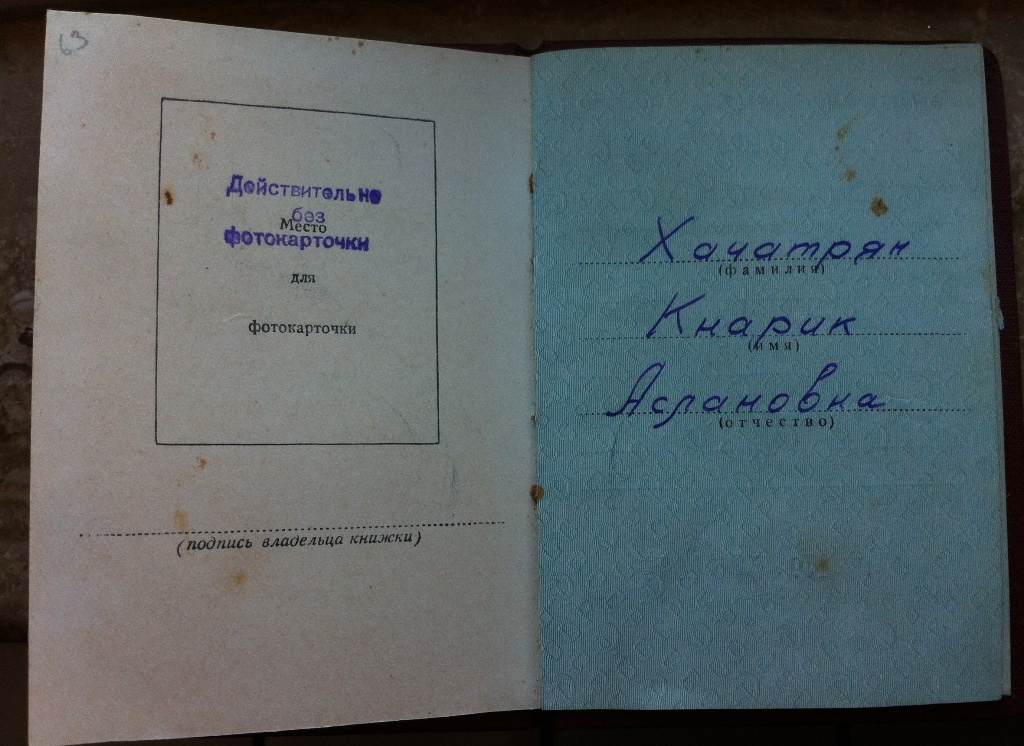 63
Действительно
без
Место
фотокарточки
для
фотокарточки
(подпись владельца книжки)
Хачатрян
(фамилия)
Кнарик
(имя)
Аслановна
(отчество)